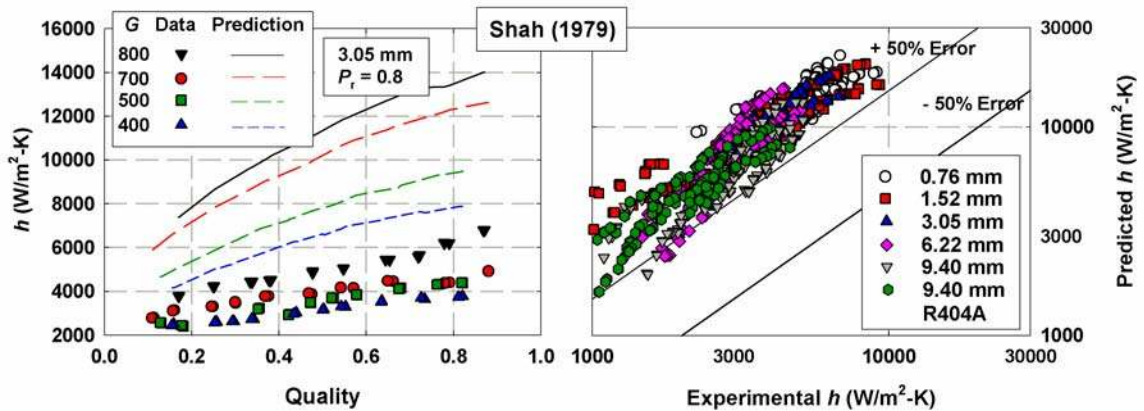 Shah (1979)
G Data Prediction
800
700
500
400
3.05 mm
Pr = 0.8
16000
14000
12000
10000
8000
6000
4000
2000
h (W/m²-K)
0.0 0.2 0.4 0.6 0.8 1.0
Quality
+ 50% Error
- 50% Error
0.76 mm
1.52 mm
3.05 mm
6.22 mm
9.40 mm
9.40 mm
R404A
30000
10000
3000
1000
Predicted h (W/m²-K)
1000 3000 10000 30000
Experimental h (W/m²-K)